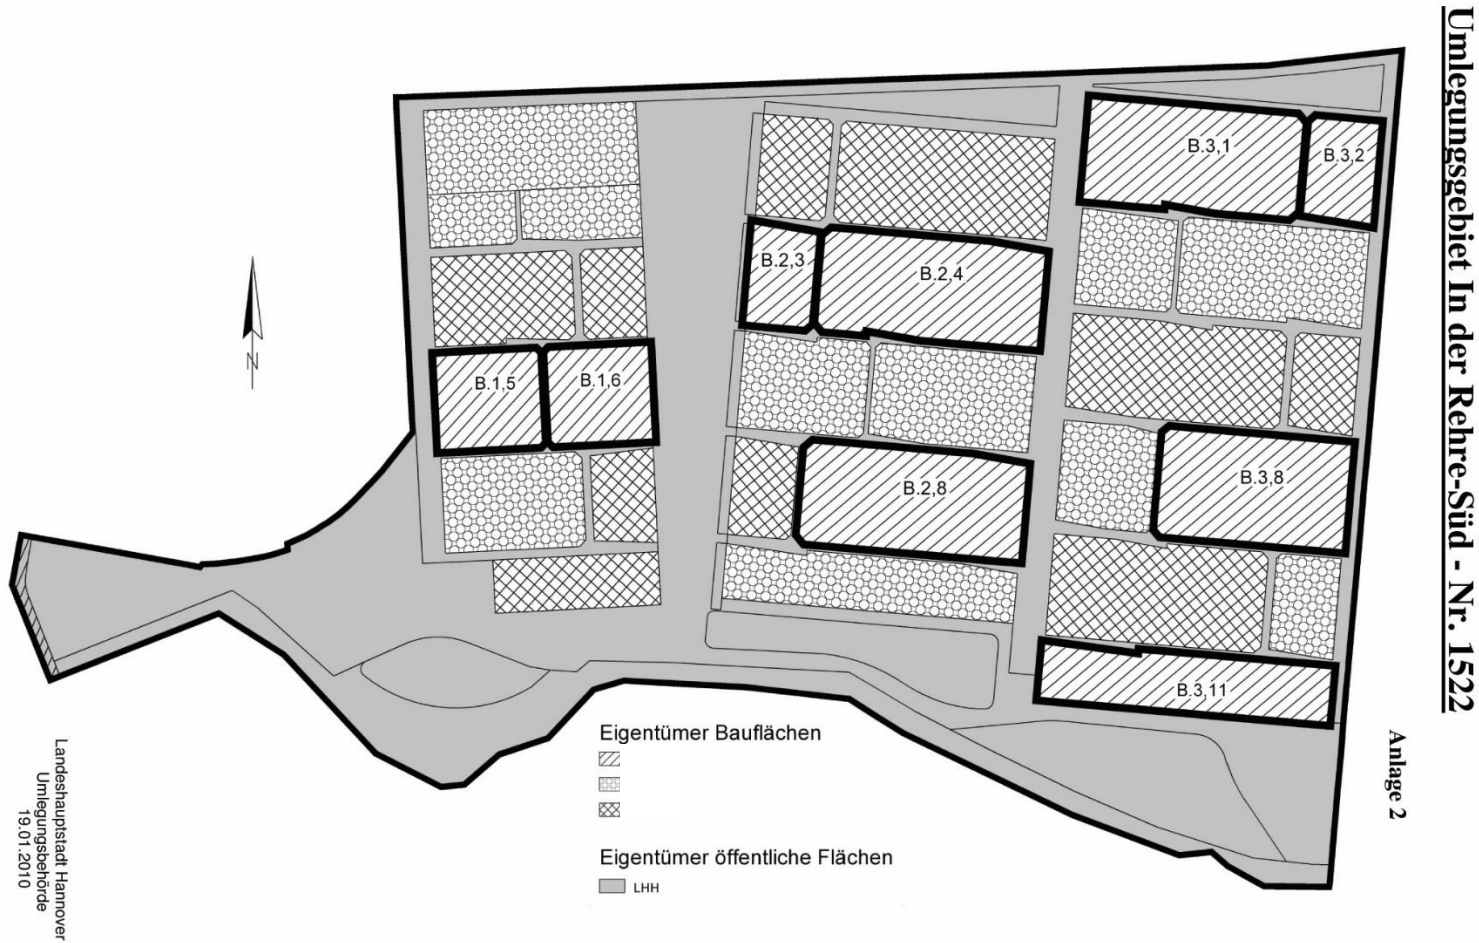 Umlegungsgebiet In der Rehre-Süd - Nr. 1522
Anlage 2
B.3,1
B.3,2
B.2,3
B.2,4
B.1,5
B.1,6
B.2,8
B.3,8
B.3,11
N
Eigentümer Bauflächen
Eigentümer öffentliche Flächen
LHH
Landeshauptstadt Hannover
Umlegungsbehörde
19.01.2010